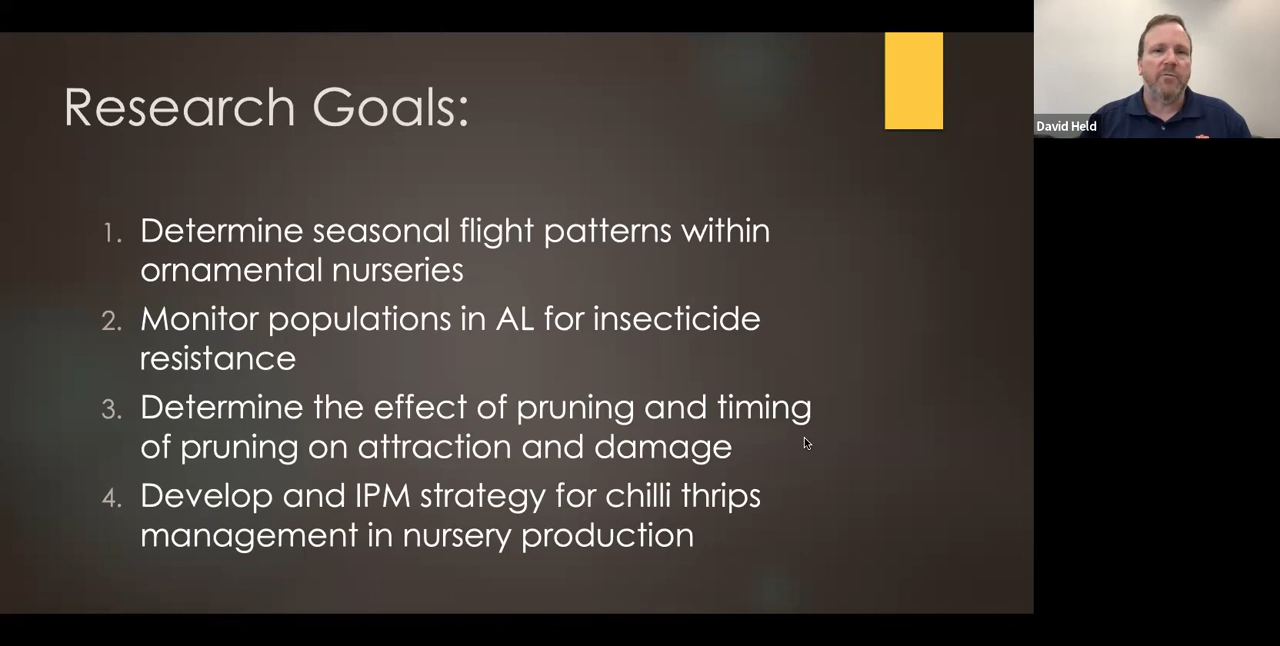 Research Goals:
1. Determine seasonal flight patterns within
ornamental nurseries
2. Monitor populations in AL for insecticide
resistance
3. Determine the effect of pruning and timing
of pruning on attraction and damage
4. Develop and IPM strategy for chilli thrips
management in nursery production
David Held